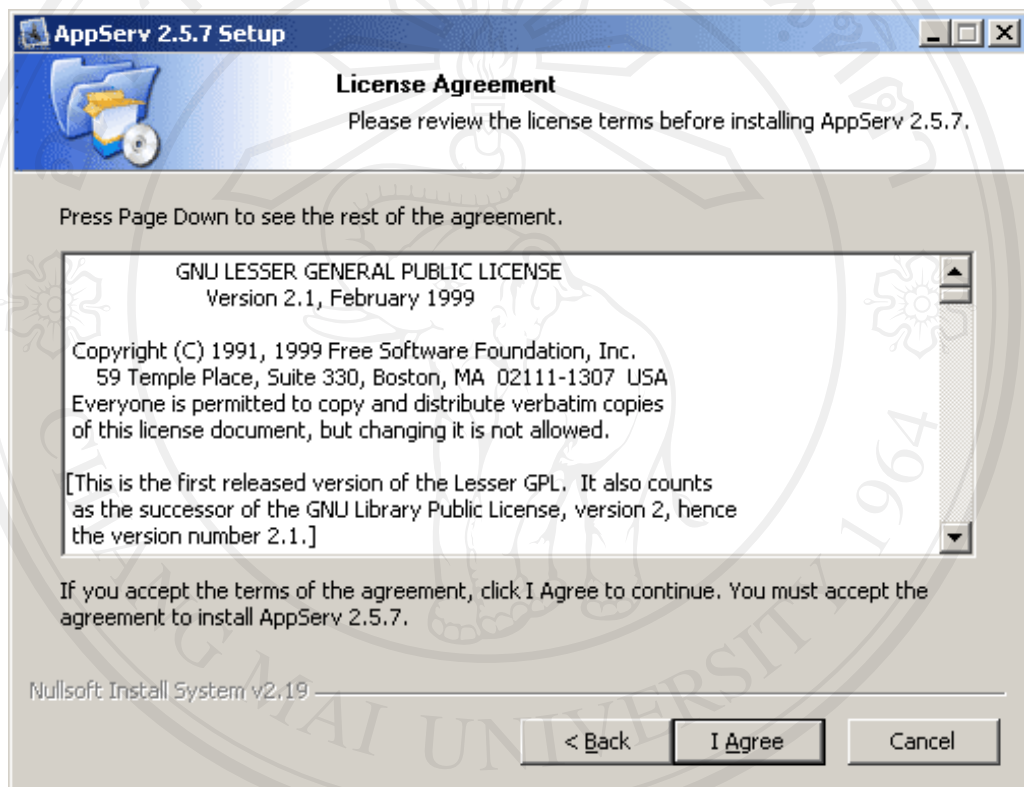 AppServ 2.5.7 Setup
License Agreement
Please review the license terms before installing AppServ 2.5.7.
Press Page Down to see the rest of the agreement.
GNU LESSER GENERAL PUBLIC LICENSE
Version 2.1, February 1999
Copyright (C) 1991, 1999 Free Software Foundation, Inc.
59 Temple Place, Suite 330, Boston, MA  02111-1307  USA
Everyone is permitted to copy and distribute verbatim copies
of this license document, but changing it is not allowed.
[This is the first released version of the Lesser GPL.  It also counts
as the successor of the GNU Library Public License, version 2, hence
the version number 2.1.]
If you accept the terms of the agreement, click I Agree to continue. You must accept the
agreement to install AppServ 2.5.7.
Nullsoft Install System v2.19
< Back
I Agree
Cancel
CHIANG MAI UNIVERSITY 1964